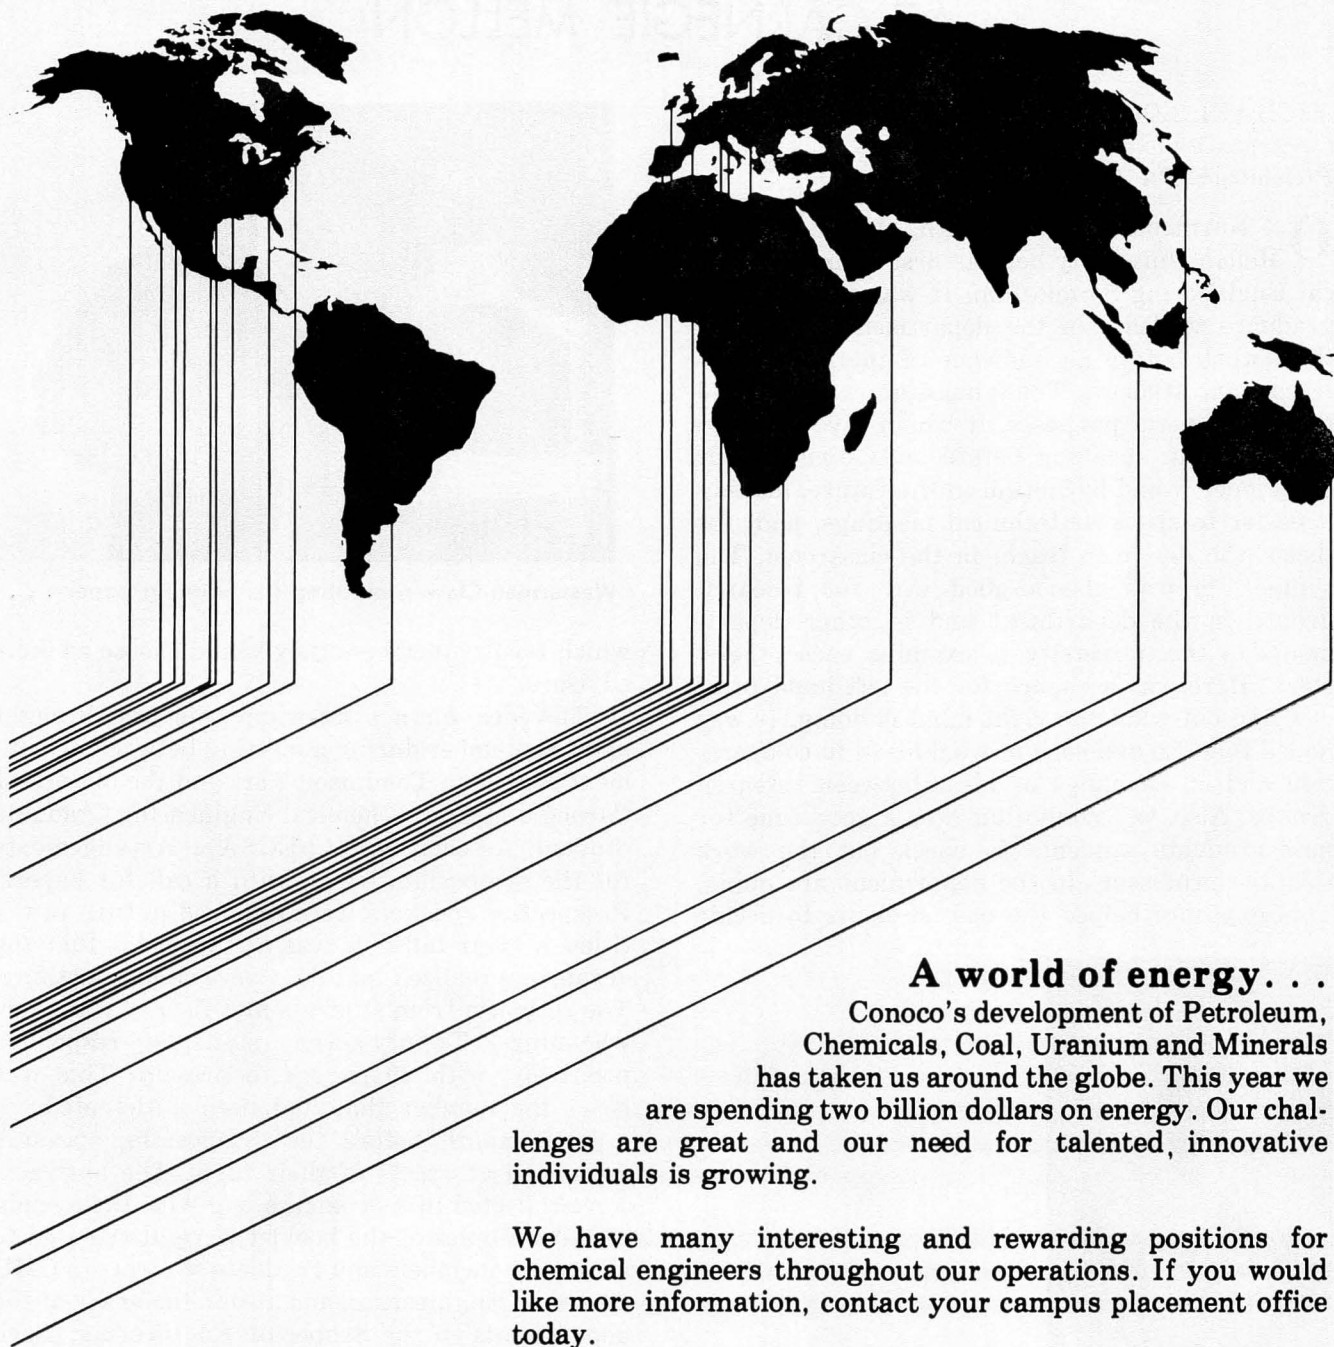 A world of energy. . .
Conoco's development of Petroleum,
Chemicals, Coal, Uranium and Minerals
has taken us around the globe. This year we
are spending two billion dollars on energy. Our chal-
lenges are great and our need for talented, innovative
individuals is growing.
We have many interesting and rewarding positions for
chemical engineers throughout our operations. If you would
like more information, contact your campus placement office
today.